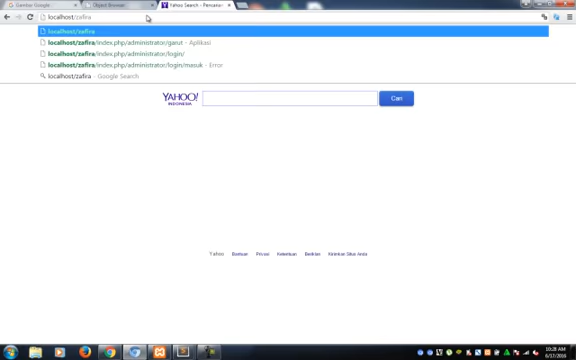 Gambar Google
Object Browser
Yahoo Search - Pencarian
localhost/zafira
localhost/zafira
localhost/zafira/index.php/administrator/garut - Aplikasi
localhost/zafira/index.php/administrator/login/
localhost/zafira/index.php/administrator/login/masuk - Error
localhost/zafra - Google Search
YAHOO!
INDONESIA
Cari
Yahoo Bantuan Privasi Ketentuan Beriklan Kirimkan Situs Anda
10:28 AM
6/17/2016